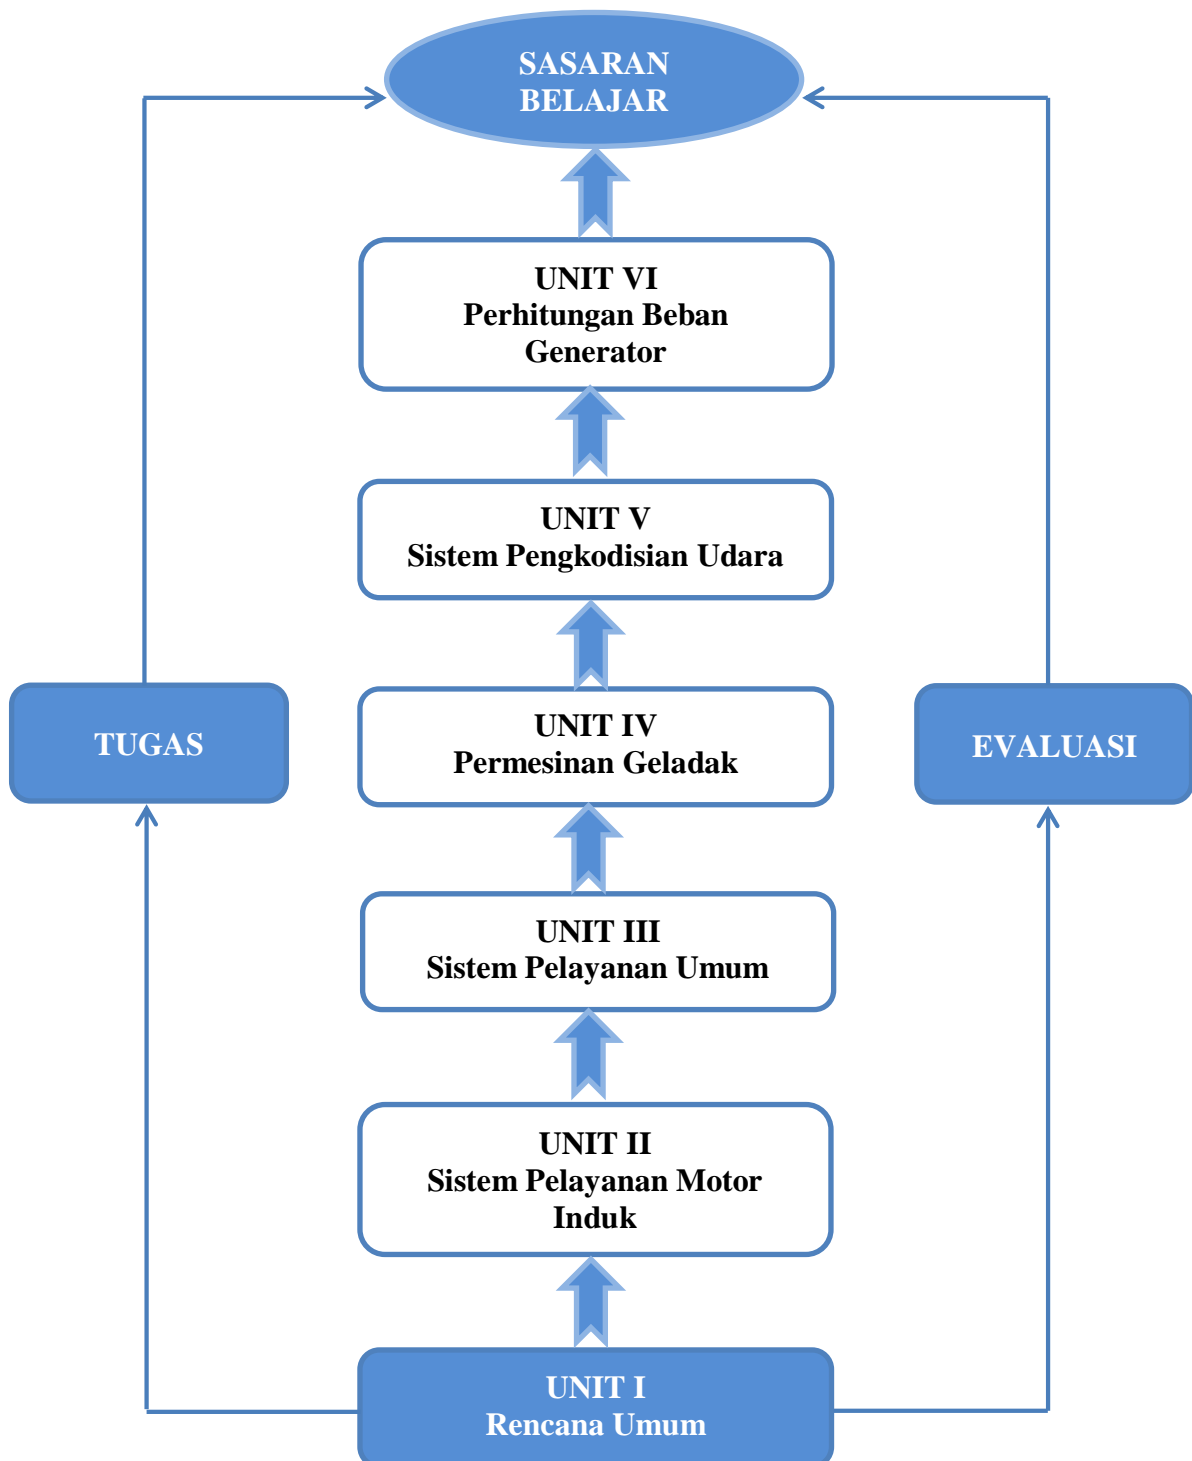 SASARAN
BELAJAR
UNIT VI
Perhitungan Beban
Generator
UNIT V
Sistem Pengkodisian Udara
TUGAS
UNIT IV
Permesinan Geladak
EVALUASI
UNIT III
Sistem Pelayanan Umum
UNIT II
Sistem Pelayanan Motor
Induk
UNIT I
Rencana Umum